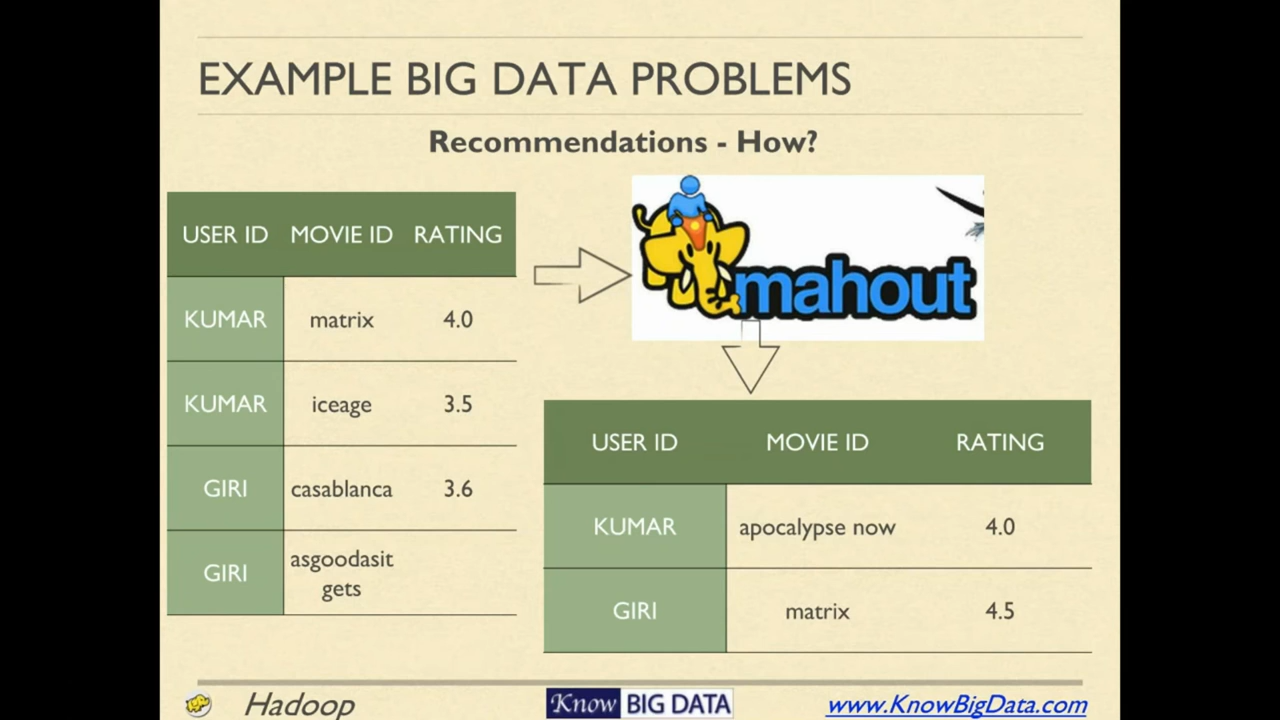 EXAMPLE BIG DATA PROBLEMS
Recommendations - How?
USER ID MOVIE ID RATING
KUMAR matrix 4.0
KUMAR iceage 3.5
GIRI casablanca 3.6
GIRI asgoodasit
gets
mahout
USER ID MOVIE ID RATING
KUMAR apocalypse now 4.0
GIRI matrix 4.5
Hadoop
Know BIG DATA
www.KnowBigData.com